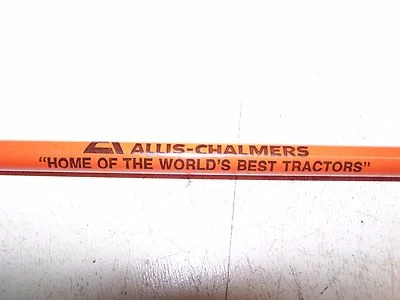 ALLIS-CHALMERS
"HOME OF THE WORLD'S BEST TRACTORS"